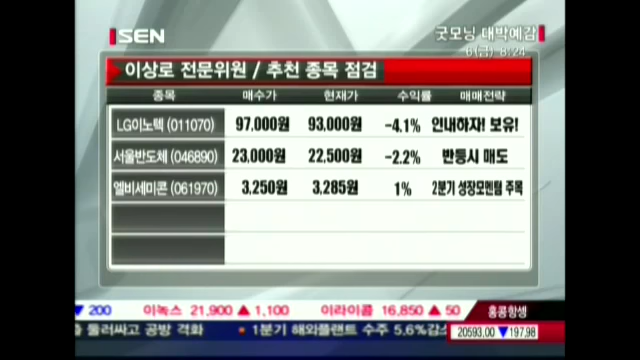 SEN
굿모닝 대박예감
6(금) 8:24
이상로 전문위원 / 추천 종목 점검
종목 매수가 현재가 수익률 매매전략
LG이노텍 (011070) 97,000원 93,000원 -4.1% 인내하자! 보유!
서울반도체 (046890) 23,000원 22,500원 -2.2% 반등시 매도
엘비세미콘 (061970) 3,250원 3,285원 1% 2분기 성장모멘텀 주목
▼ 200 이녹스 21,900 ▲ 1,100 이라이콤 16,850 ▲ 50 홍콩항셍
둘러싸고 공방 격화 • 1분기 해외플랜트 수주 5.6%감소 20593.00 ▼197.98